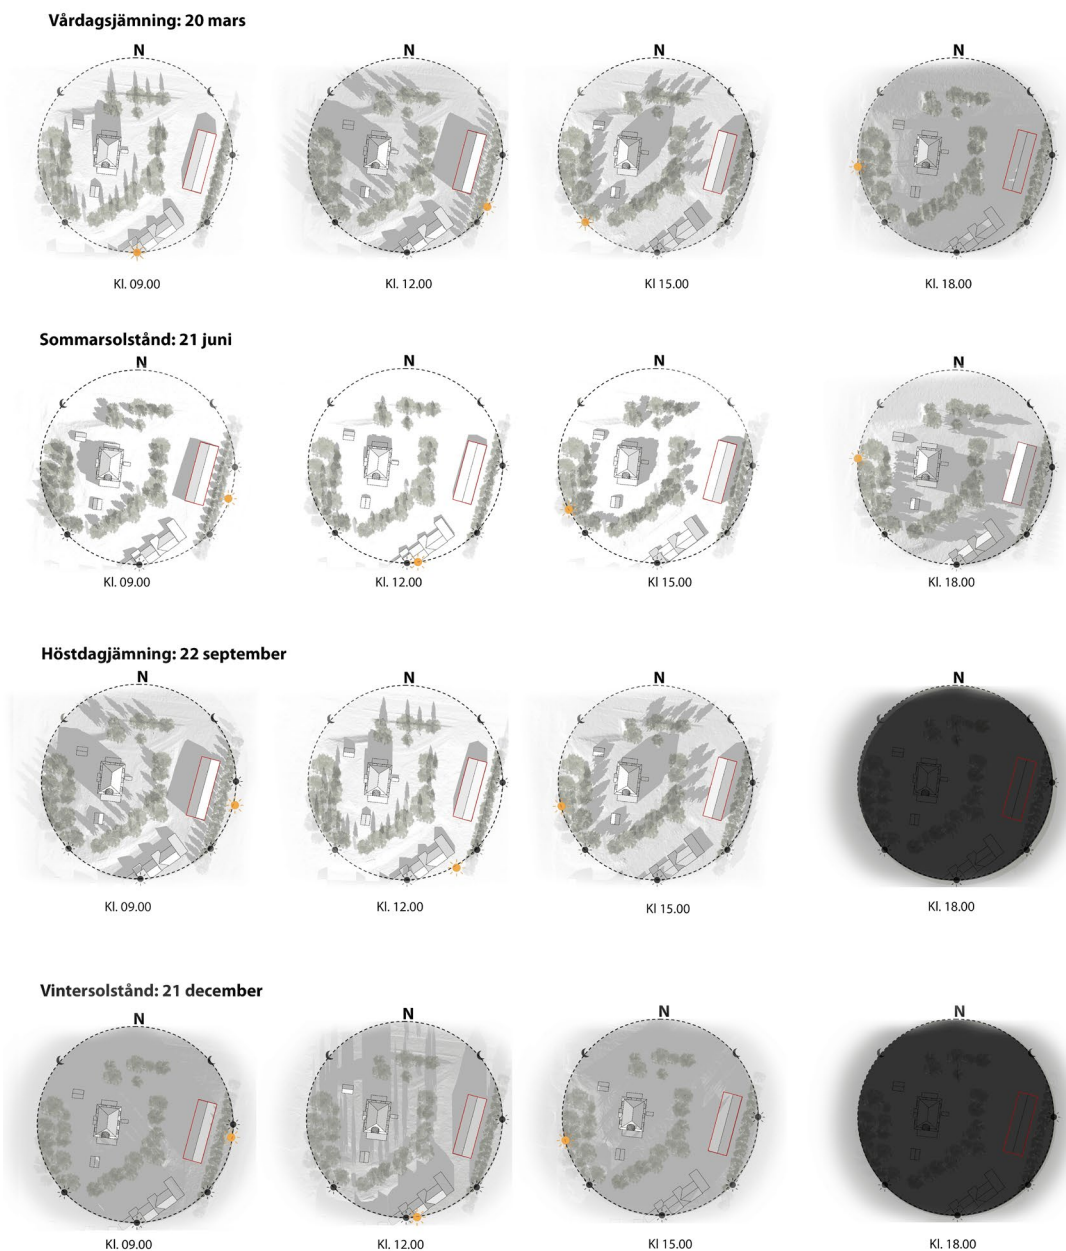 Vårdagsjämning: 20 mars
N N N N
Kl. 09.00 Kl. 12.00 Kl 15.00 Kl. 18.00
Sommarsolstånd: 21 juni
N N N N
Kl. 09.00 Kl. 12.00 Kl 15.00 Kl. 18.00
Höstdagjämning: 22 september
N N N N
Kl. 09.00 Kl. 12.00 Kl 15.00 Kl. 18.00
Vintersolstånd: 21 december
N N N N
Kl. 09.00 Kl. 12.00 Kl 15.00 Kl. 18.00